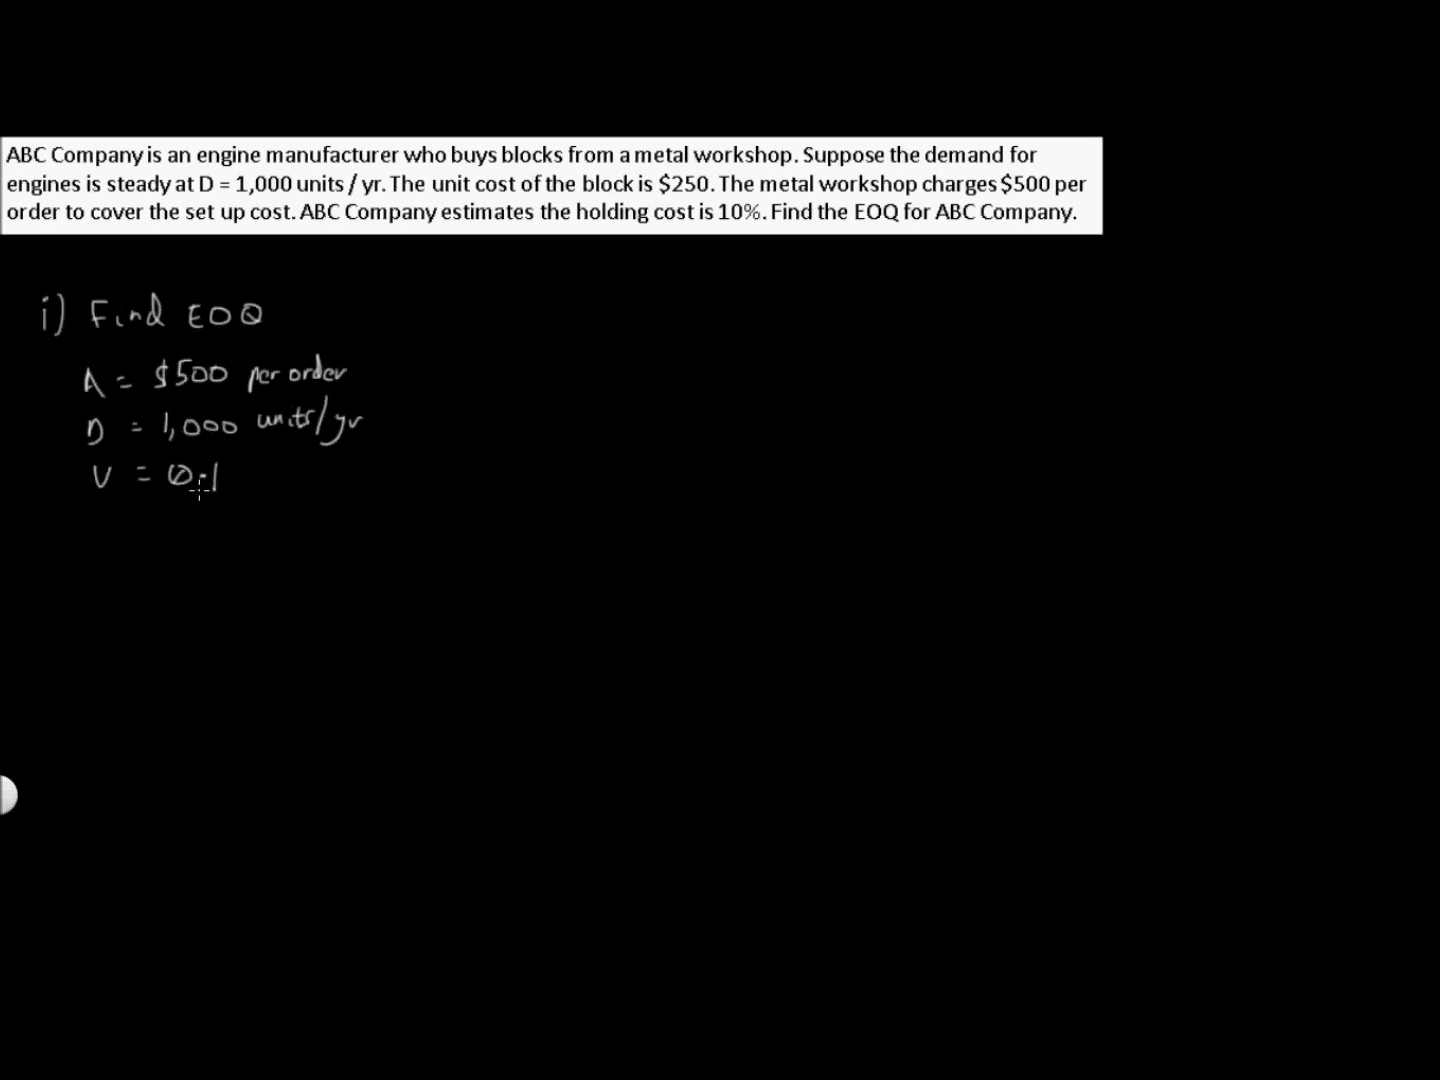 ABC Company is an engine manufacturer who buys blocks from a metal workshop. Suppose the demand for
engines is steady at D = 1,000 units / yr. The unit cost of the block is $250. The metal workshop charges $500 per
order to cover the set up cost. ABC Company estimates the holding cost is 10%. Find the EOQ for ABC Company.
i) Find EOQ
A = $500 per order
D = 1,000 units/yr
V = 0.1